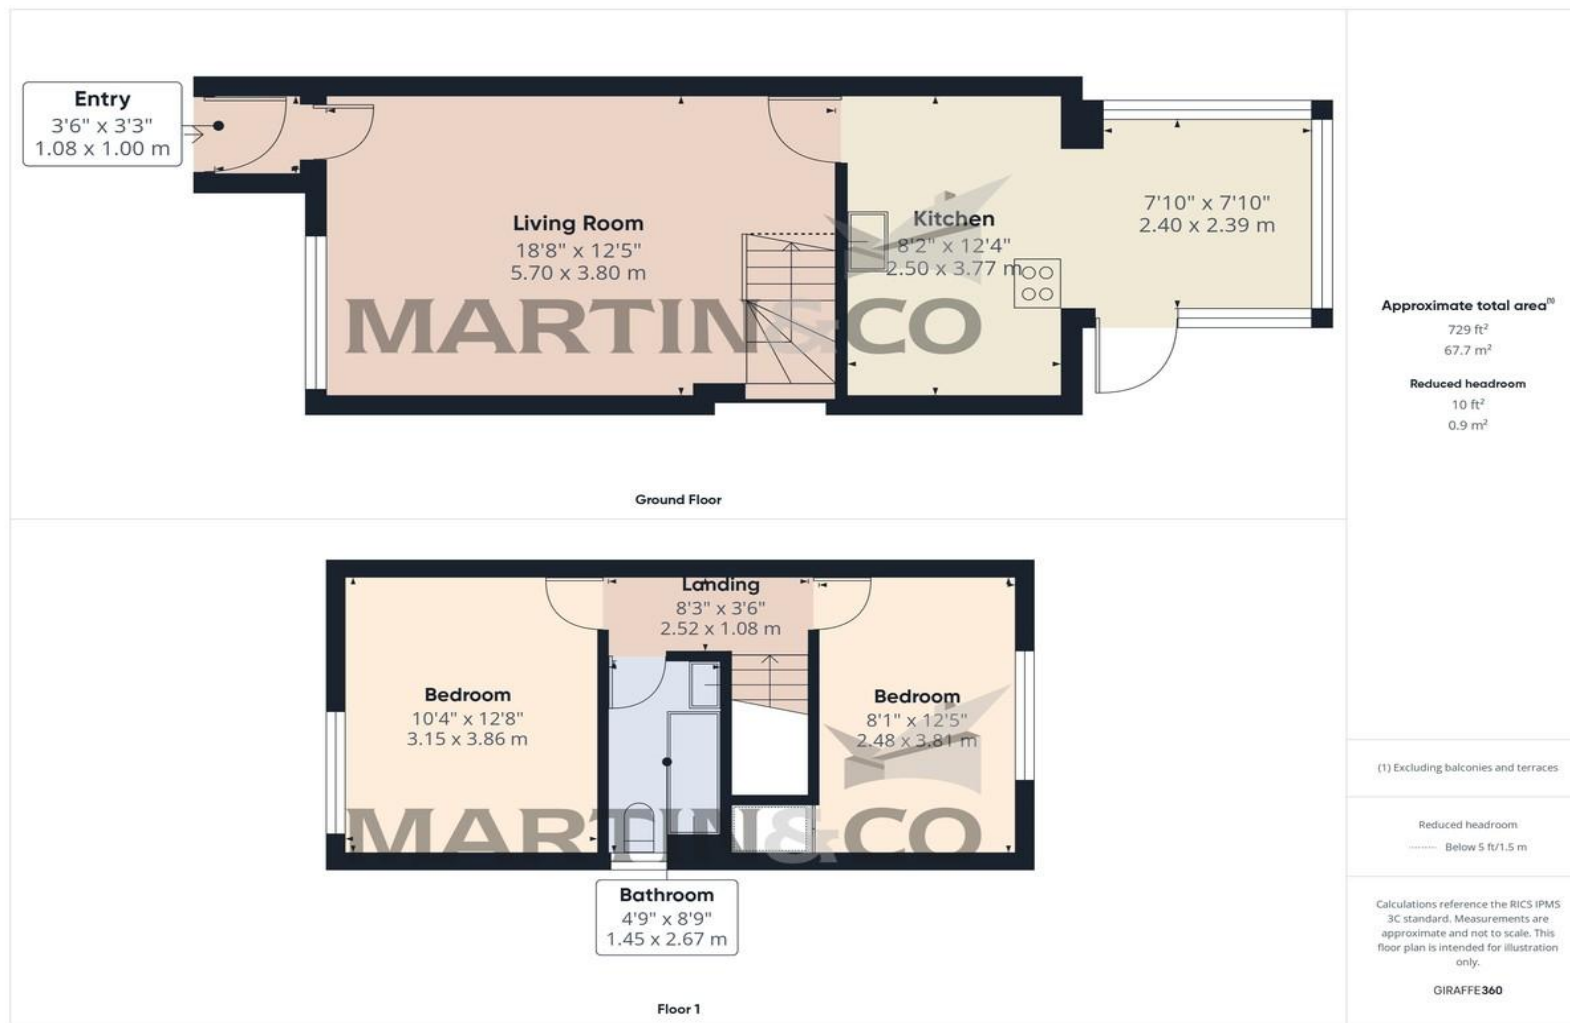 Entry
3'6" x 3'3"
1.08 x 1.00 m
Living Room
18'8" x 12'5"
5.70 x 3.80 m
Kitchen
8'2" x 12'4"
2.50 x 3.77 m
7'10" x 7'10"
2.40 x 2.39 m
MARTIN&CO
Ground Floor
Landing
8'3" x 3'6"
2.52 x 1.08 m
Bedroom
10'4" x 12'8"
3.15 x 3.86 m
Bedroom
8'1" x 12'5"
2.48 x 3.81 m
MARTIN&CO
Bathroom
4'9" x 8'9"
1.45 x 2.67 m
Floor 1
Approximate total area(1)
729 ft²
67.7 m²
Reduced headroom
10 ft²
0.9 m²
(1) Excluding balconies and terraces
Reduced headroom
Below 5 ft/1.5 m
Calculations reference the RICS IPMS
3C standard. Measurements are
approximate and not to scale. This
floor plan is intended for illustration
only.
GIRAFFE360